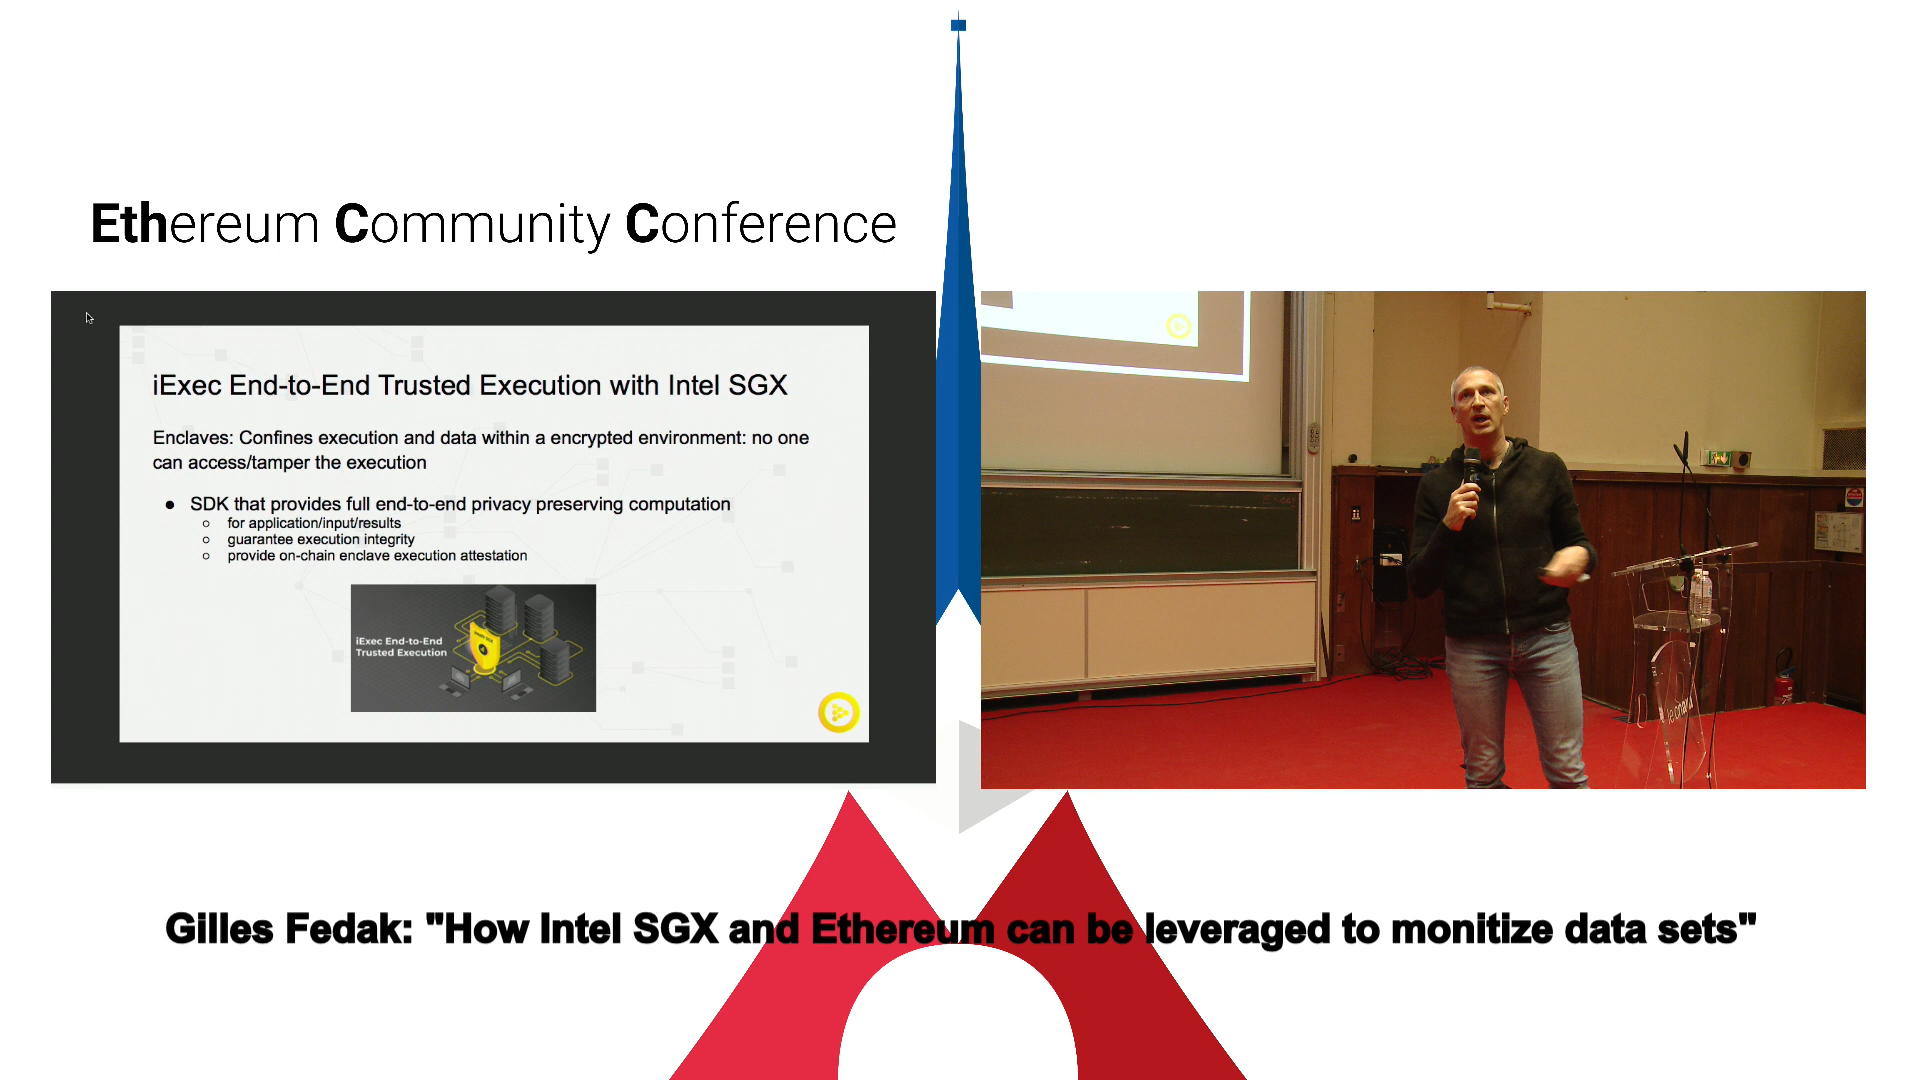 Ethereum Community Conference
iExec End-to-End Trusted Execution with Intel SGX
Enclaves: Confines execution and data within a encrypted environment: no one
can access/tamper the execution
● SDK that provides full end-to-end privacy preserving computation
○ for application/input/results
○ guarantee execution integrity
○ provide on-chain enclave execution attestation
iExec End-to-End
Trusted Execution
Gilles Fedak: "How Intel SGX and Ethereum can be leveraged to monitize data sets"